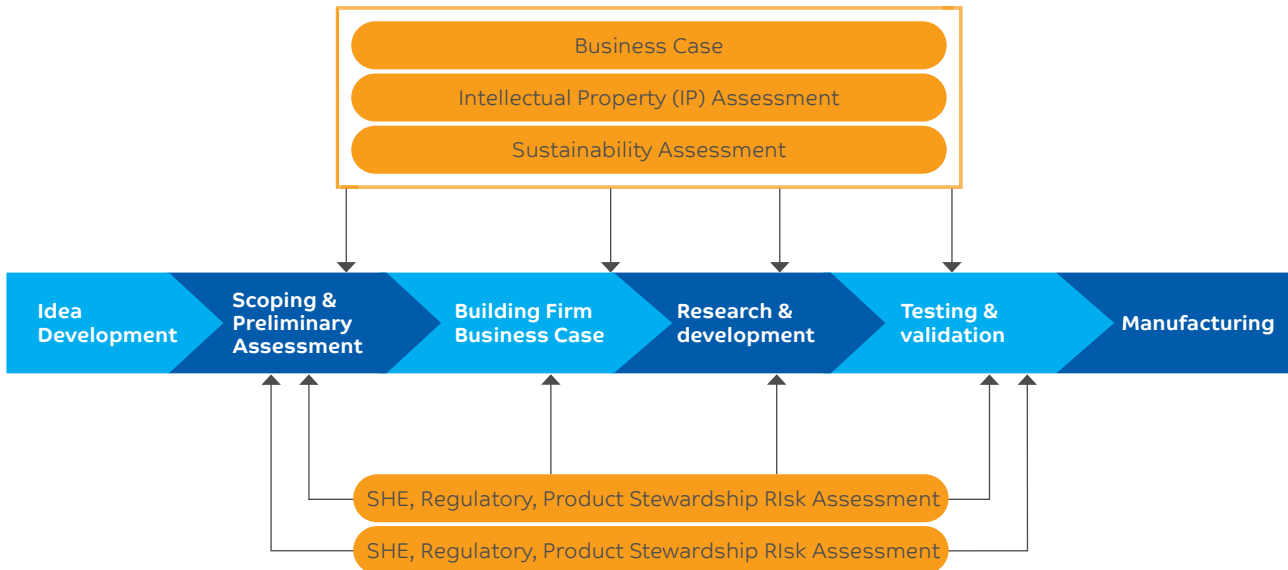 Business Case
Intellectual Property (IP) Assessment
Sustainability Assessment
Idea
Development
Scoping &
Preliminary
Assessment
Building Firm
Business Case
Research &
development
Testing &
validation
Manufacturing
SHE, Regulatory, Product Stewardship RIsk Assessment
SHE, Regulatory, Product Stewardship RIsk Assessment